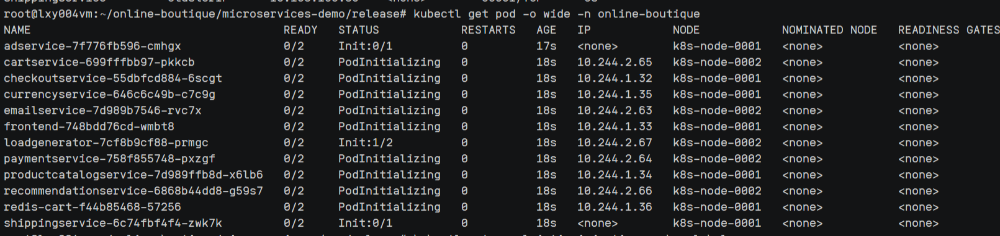 root@lxy004vm:~/online-boutique/microservices-demo/release# kubectl get pod -o wide -n online-boutique
NAME READY STATUS RESTARTS AGE IP NODE NOMINATED NODE READINESS GATES
adservice-7f776fb596-cmhgx 0/2 Init:0/1 0 17s <none> k8s-node-0001 <none> <none>
cartservice-699fffbb97-pkkcb 0/2 PodInitializing 0 18s 10.244.2.65 k8s-node-0002 <none> <none>
checkoutservice-55dbfcd884-6scgt 0/2 PodInitializing 0 18s 10.244.1.32 k8s-node-0001 <none> <none>
currencyservice-646c6c49b-c7c9g 0/2 PodInitializing 0 18s 10.244.1.35 k8s-node-0001 <none> <none>
emailservice-7d989b7546-rvc7x 0/2 PodInitializing 0 18s 10.244.2.63 k8s-node-0002 <none> <none>
frontend-748bdd76cd-wmbt8 0/2 PodInitializing 0 18s 10.244.1.33 k8s-node-0001 <none> <none>
loadgenerator-7cf8b9cf88-prmgc 0/2 Init:1/2 0 18s 10.244.2.67 k8s-node-0002 <none> <none>
paymentservice-758f855748-pxzgf 0/2 PodInitializing 0 18s 10.244.2.64 k8s-node-0002 <none> <none>
productcatalogservice-7d989ffb8d-x6lb6 0/2 PodInitializing 0 18s 10.244.1.34 k8s-node-0001 <none> <none>
recommendationservice-6868b44dd8-g59s7 0/2 PodInitializing 0 18s 10.244.2.66 k8s-node-0002 <none> <none>
redis-cart-f44b85468-57256 0/2 PodInitializing 0 18s 10.244.1.36 k8s-node-0001 <none> <none>
shippingservice-6c74fbf4f4-zwk7k 0/2 Init:0/1 0 18s <none> k8s-node-0001 <none> <none>